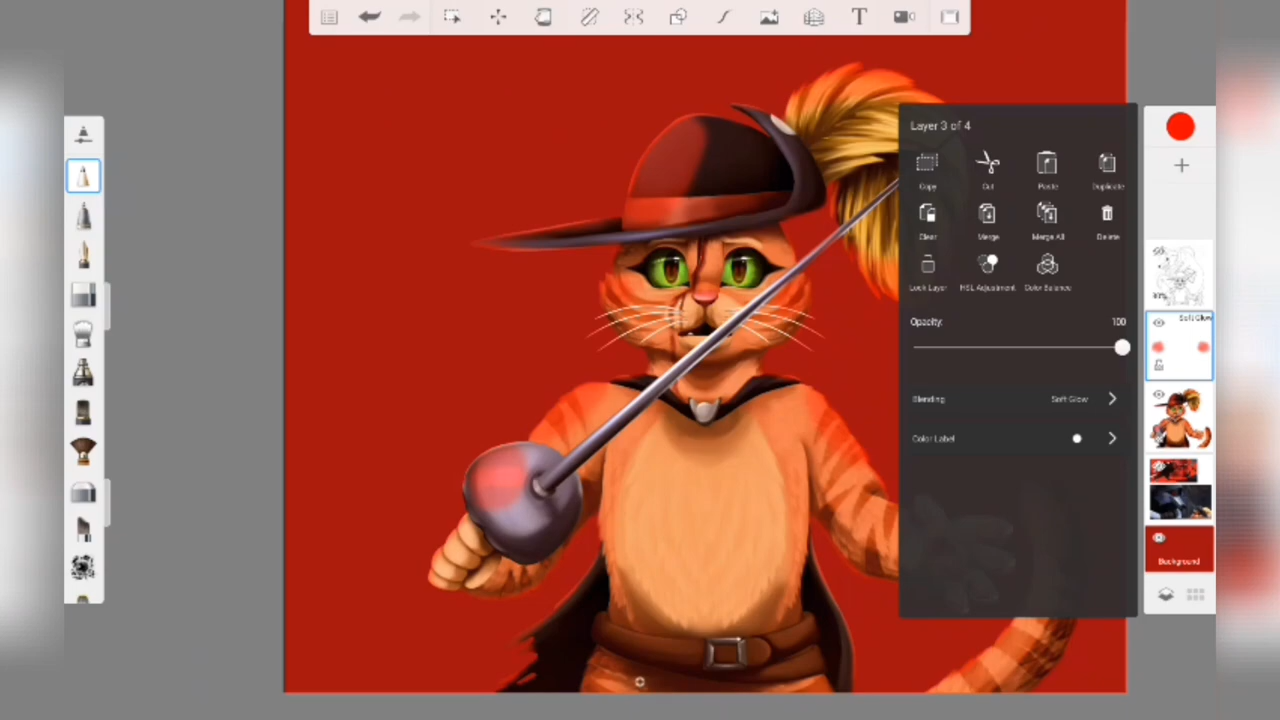 T
Layer 3 of 4
Copy Cut Paste Duplicate
Clear Merge Merge All Delete
Lock Layer HSL Adjustment Color Balance
Opacity: 100
Blending Soft Glow
Color Label
Soft Glow
Background